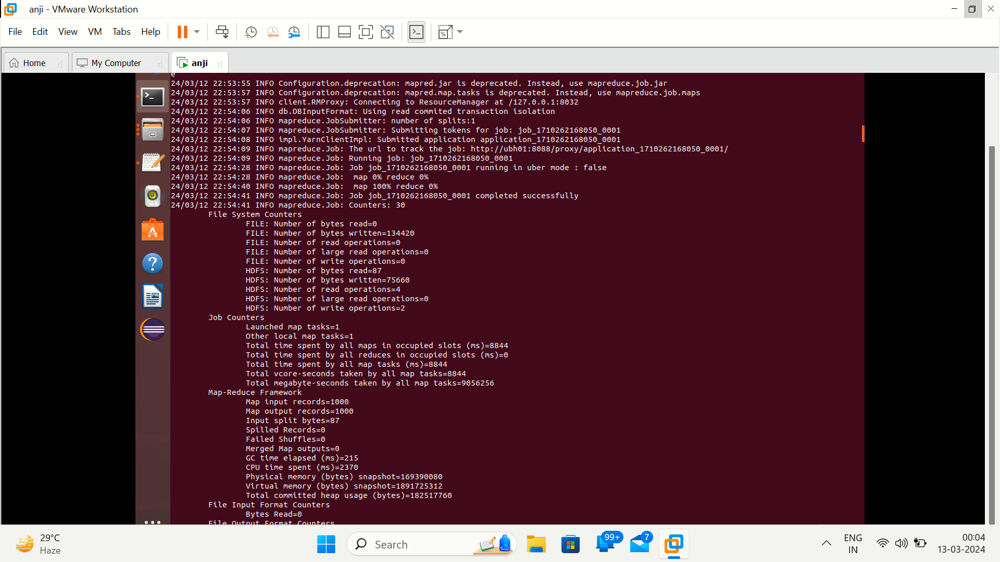 anji - VMware Workstation
File Edit View VM Tabs Help
Home
My Computer
anji
24/03/12 22:53:55 INFO Configuration.deprecation: mapred.jar is deprecated. Instead, use mapreduce.job.jar
24/03/12 22:53:57 INFO Configuration.deprecation: mapred.map.tasks is deprecated. Instead, use mapreduce.job.maps
24/03/12 22:53:57 INFO client.RMProxy: Connecting to ResourceManager at /127.0.0.1:8032
24/03/12 22:54:06 INFO db.DBInputFormat: Using read commited transaction isolation
24/03/12 22:54:06 INFO mapreduce.JobSubmitter: number of splits:1
24/03/12 22:54:07 INFO mapreduce.JobSubmitter: Submitting tokens for job: job_1710262168050_0001
24/03/12 22:54:08 INFO impl.YarnClientImpl: Submitted application application_1710262168050_0001
24/03/12 22:54:09 INFO mapreduce.Job: The url to track the job: http://ubh01:8088/proxy/application_1710262168050_0001/
24/03/12 22:54:09 INFO mapreduce.Job: Running job: job_1710262168050_0001
24/03/12 22:54:28 INFO mapreduce.Job: Job job_1710262168050_0001 running in uber mode : false
24/03/12 22:54:28 INFO mapreduce.Job:  map 0% reduce 0%
24/03/12 22:54:40 INFO mapreduce.Job:  map 100% reduce 0%
24/03/12 22:54:41 INFO mapreduce.Job: Job job_1710262168050_0001 completed successfully
24/03/12 22:54:41 INFO mapreduce.Job: Counters: 30
File System Counters
FILE: Number of bytes read=0
FILE: Number of bytes written=134420
FILE: Number of read operations=0
FILE: Number of large read operations=0
FILE: Number of write operations=0
HDFS: Number of bytes read=87
HDFS: Number of bytes written=75660
HDFS: Number of read operations=4
HDFS: Number of large read operations=0
HDFS: Number of write operations=2
Job Counters
Launched map tasks=1
Other local map tasks=1
Total time spent by all maps in occupied slots (ms)=8844
Total time spent by all reduces in occupied slots (ms)=0
Total time spent by all map tasks (ms)=8844
Total vcore-seconds taken by all map tasks=8844
Total megabyte-seconds taken by all map tasks=9056256
Map-Reduce Framework
Map input records=1000
Map output records=1000
Input split bytes=87
Spilled Records=0
Failed Shuffles=0
Merged Map outputs=0
GC time elapsed (ms)=215
CPU time spent (ms)=2370
Physical memory (bytes) snapshot=169390080
Virtual memory (bytes) snapshot=1891725312
Total committed heap usage (bytes)=182517760
File Input Format Counters
Bytes Read=0
File Output Format Counters
29°C
Haze
Search
99+
7
ENG
IN
00:04
13-03-2024